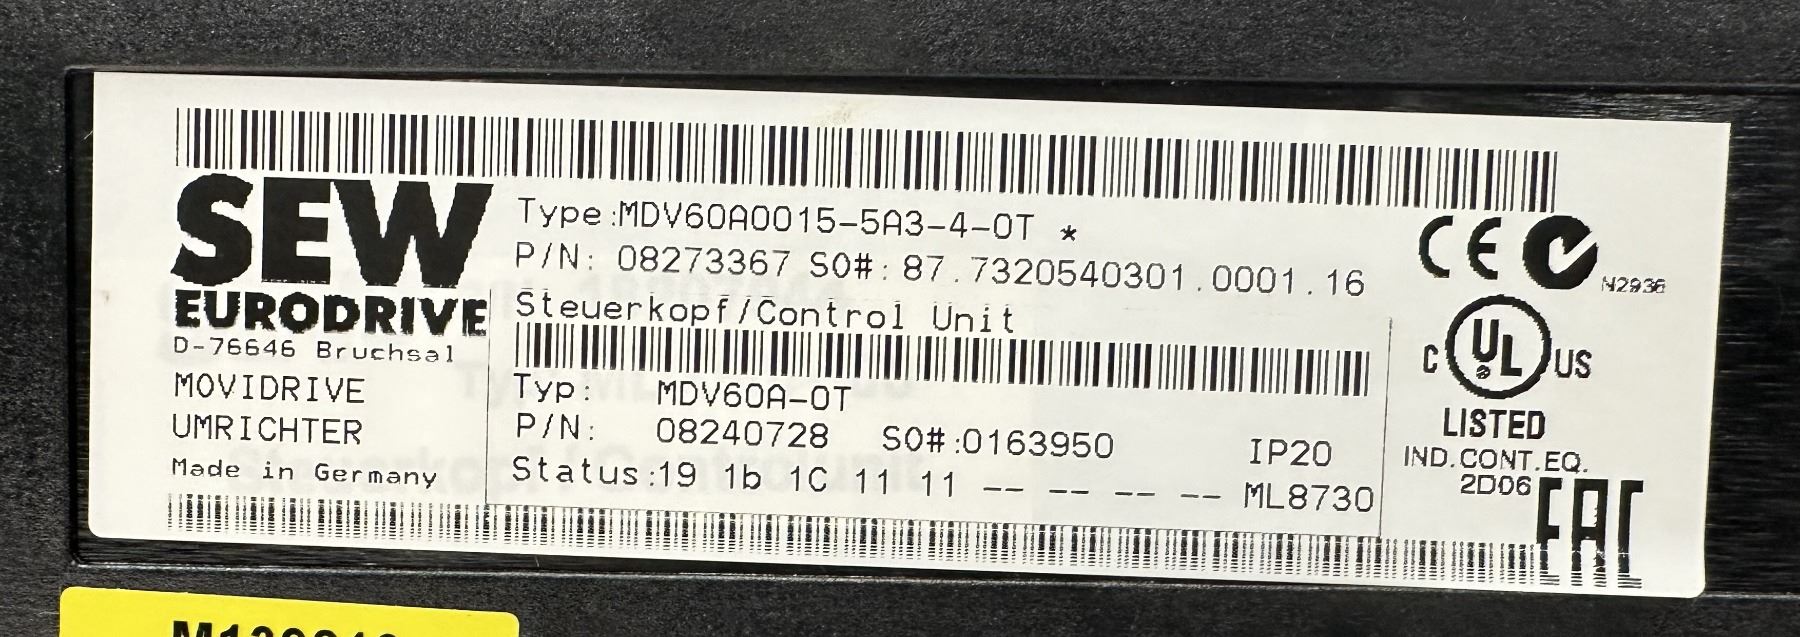 SEW
EURODRIVE
D-76646 Bruchsal
MOVIDRIVE
UMRICHTER
Made in Germany
Type:MDV60A0015-5A3-4-0T *
P/N: 08273367 SO#: 87.7320540301.0001.16
Steuerkopf/Control Unit
Typ: MDV60A-0T
P/N: 08240728 SO#:0163950 IP20
Status:19 1b 1C 11 11 -- -- -- -- ML8730
CE N2936
C UL US
LISTED
IND.CONT.EQ.
2D06
EAC